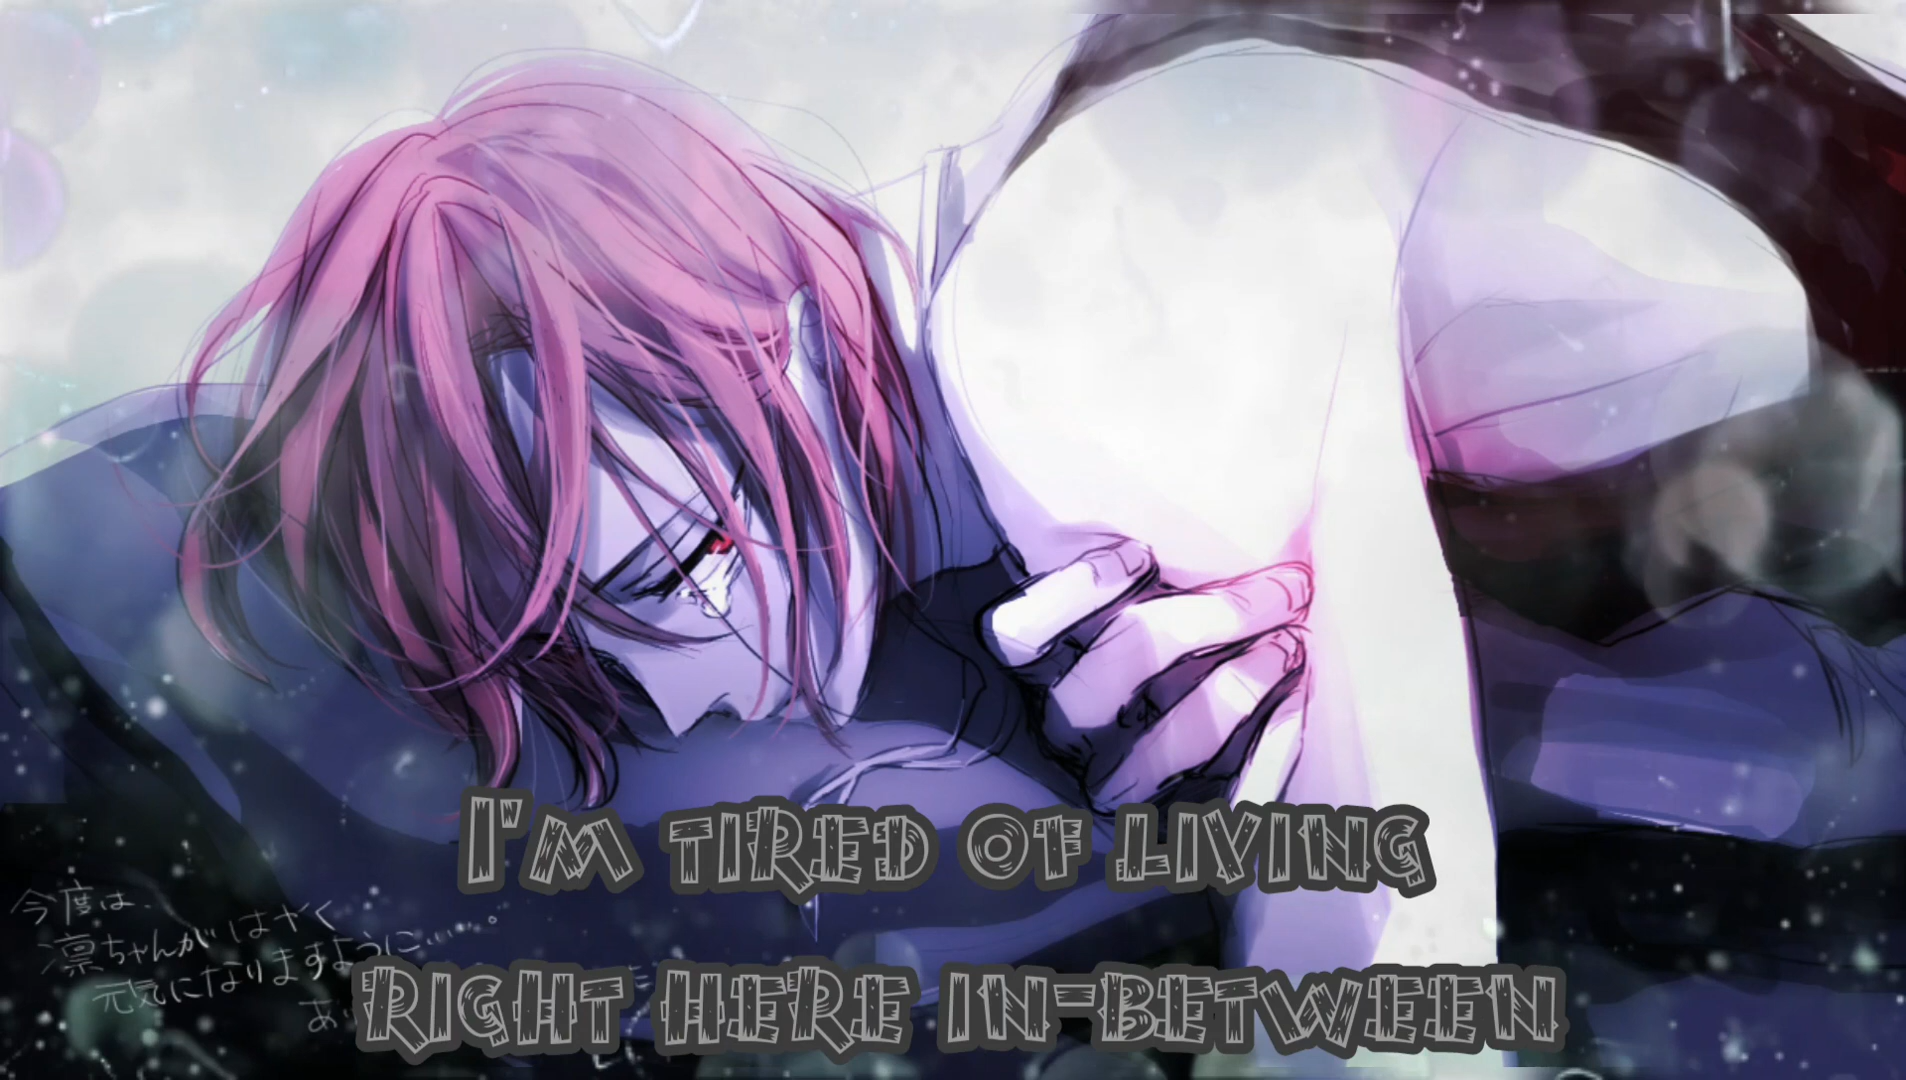 I'm tired of living
right here in-between
今度は
凛ちゃんがはやく
元気になりますように……。